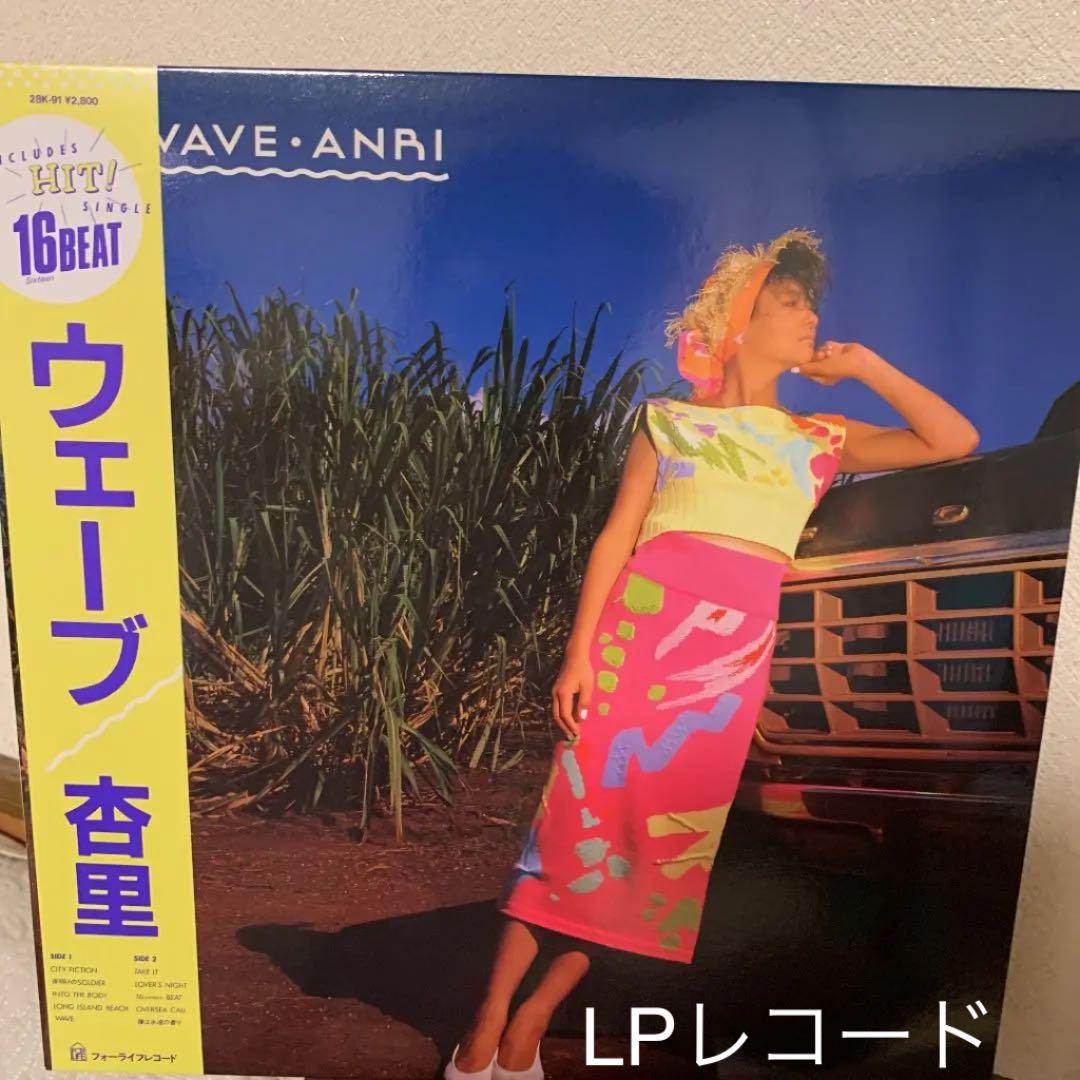 28K-91 ¥2,800
INCLUDES
HIT!
SINGLE
16BEAT
Sixteen
ウエーブ
杏里
WAVE・ANRI
SIDE 1
CITY FICTION
INTO THE BODY
LONG ISLAND BEACH
WAVE
SIDE 2
TAKE IT
LOVER'S NIGHT
BEAT
OVERSEA CALL
フォーライフレコード
LPレコード